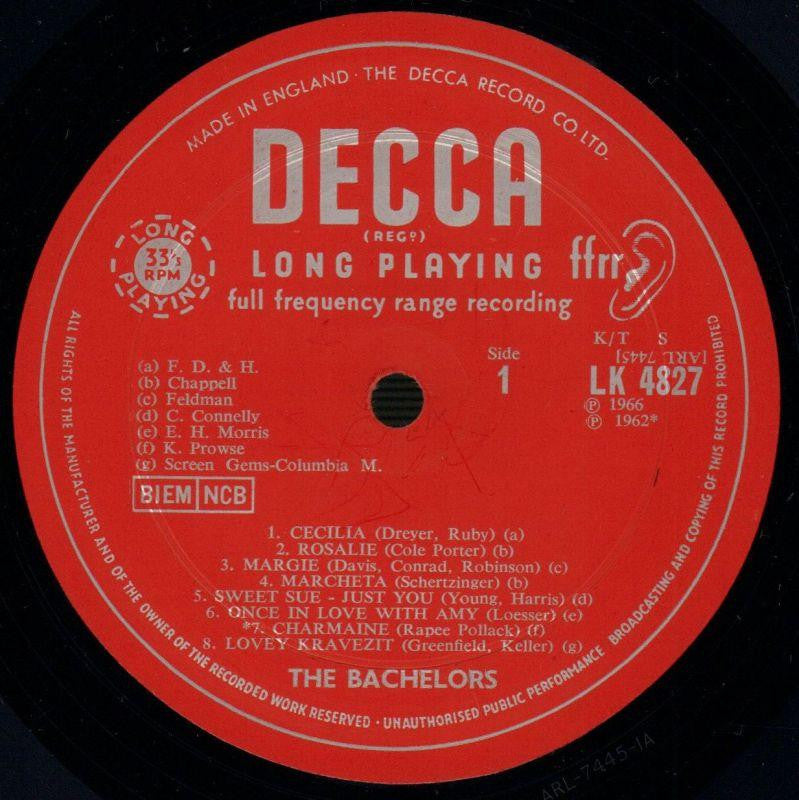 MADE IN ENGLAND · THE DECCA RECORD CO. LTD.
DECCA
(REGD)
LONG PLAYING ffrr
full frequency range recording
LONG
33⅓
RPM
PLAYING
K/T S
[ARL 7445]
LK 4827
℗ 1966
℗ 1962*
Side
1
(a) F. D. & H.
(b) Chappell
(c) Feldman
(d) C. Connelly
(e) E. H. Morris
(f) K. Prowse
(g) Screen Gems-Columbia M.
BIEM NCB
1. CECILIA (Dreyer, Ruby) (a)
2. ROSALIE (Cole Porter) (b)
3. MARGIE (Davis, Conrad, Robinson) (c)
4. MARCHETA (Schertzinger) (b)
5. SWEET SUE - JUST YOU (Young, Harris) (d)
6. ONCE IN LOVE WITH AMY (Loesser) (e)
*7. CHARMAINE (Rapee Pollack) (f)
8. LOVEY KRAVEZIT (Greenfield, Keller) (g)
THE BACHELORS
ALL RIGHTS OF THE MANUFACTURER AND OF THE OWNER OF THE RECORDED WORK RESERVED · UNAUTHORISED PUBLIC PERFORMANCE BROADCASTING AND COPYING OF THIS RECORD PROHIBITED
ARL-7445-1A